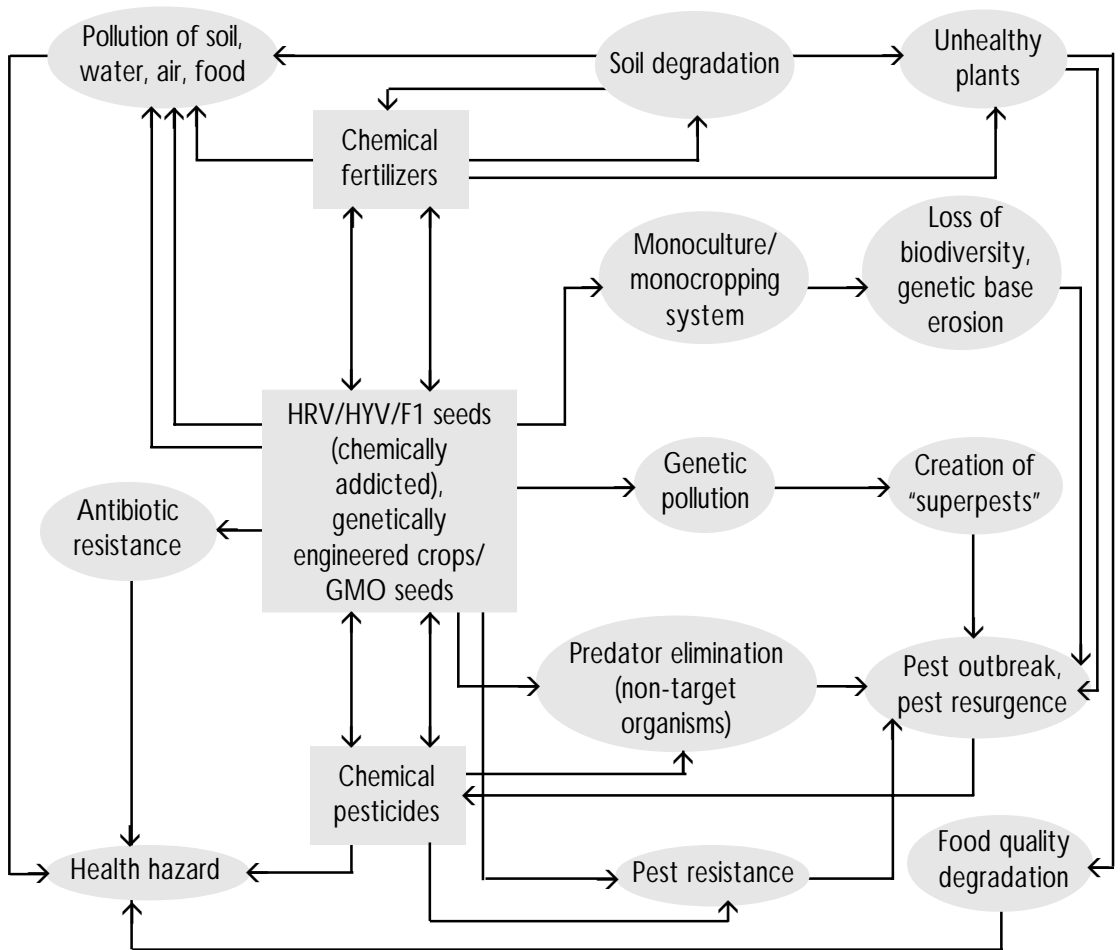 Pollution of soil,
water, air, food
Soil degradation
Unhealthy
plants
Chemical
fertilizers
Monoculture/
monocropping
system
Loss of
biodiversity,
genetic base
erosion
HRV/HYV/F1 seeds
(chemically
addicted),
genetically
engineered crops/
GMO seeds
Genetic
pollution
Creation of
“superpests”
Antibiotic
resistance
Predator elimination
(non-target
organisms)
Pest outbreak,
pest resurgence
Chemical
pesticides
Health hazard
Pest resistance
Food quality
degradation